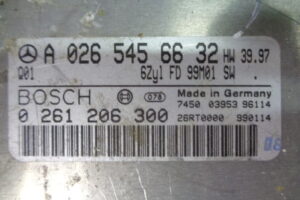 A 026 545 66 32 HW 39.97
Q01 6Zyl FD 99M01 SW .
BOSCH 078 Made in Germany
7450 03953 96114
0 261 206 300 26RT0000 990114